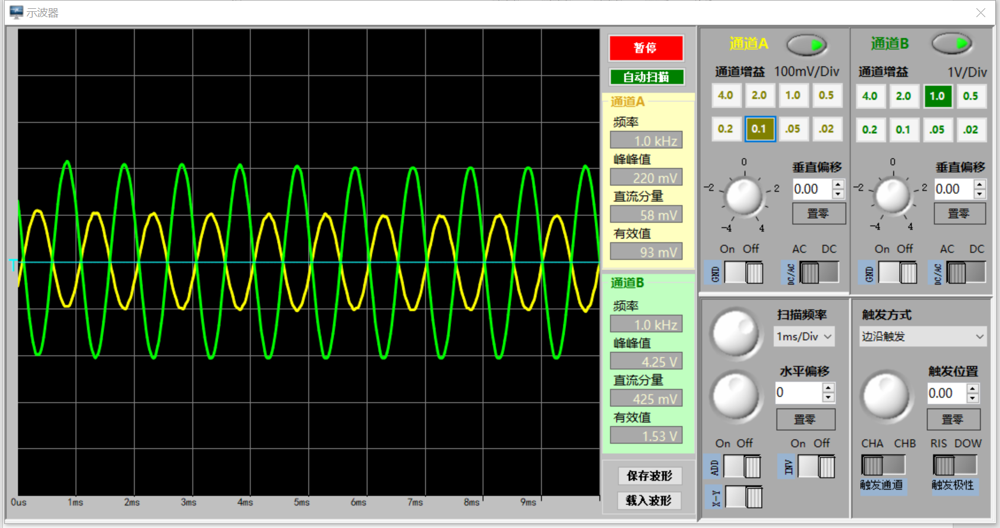 示波器
T
0us 1ms 2ms 3ms 4ms 5ms 6ms 7ms 8ms 9ms
暂停
自动扫描
通道A
频率
1.0 kHz
峰峰值
220 mV
直流分量
58 mV
有效值
93 mV
通道B
频率
1.0 kHz
峰峰值
4.25 V
直流分量
425 mV
有效值
1.53 V
保存波形
载入波形
通道A
通道增益 100mV/Div
4.0 2.0 1.0 0.5
0.2 0.1 .05 .02
0
-2 2
-4 4
垂直偏移
0.00
置零
On Off
GND
AC DC
DC/AC
通道B
通道增益 1V/Div
4.0 2.0 1.0 0.5
0.2 0.1 .05 .02
0
-2 2
-4 4
垂直偏移
0.00
置零
On Off
GND
AC DC
DC/AC
扫描频率
1ms/Div
水平偏移
0
置零
On Off
ADD
On Off
INV
X-Y
触发方式
边沿触发
触发位置
0.00
置零
CHA CHB
触发通道
RIS DOW
触发极性